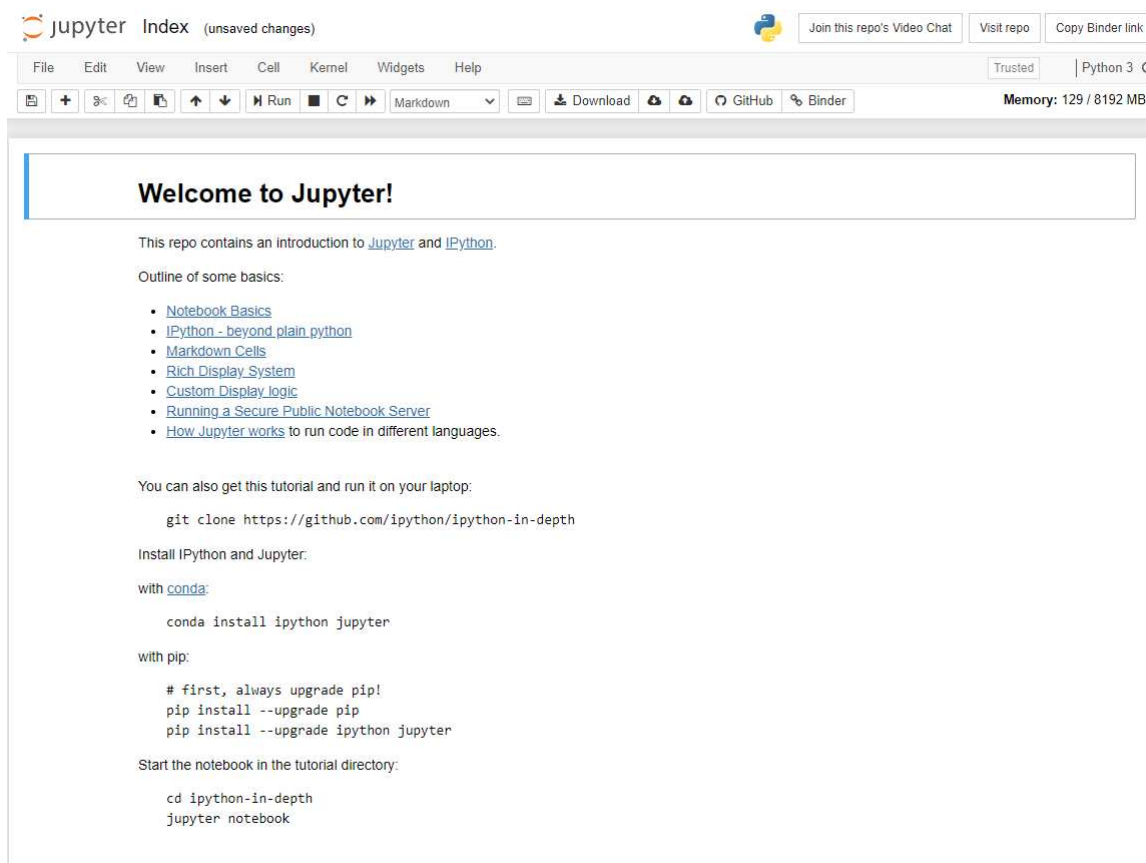 jupyter Index (unsaved changes) Join this repo's Video Chat Visit repo Copy Binder link
File Edit View Insert Cell Kernel Widgets Help Trusted Python 3
Run Markdown Download GitHub Binder Memory: 129 / 8192 MB
Welcome to Jupyter!
This repo contains an introduction to Jupyter and IPython.
Outline of some basics:
• Notebook Basics
• IPython - beyond plain python
• Markdown Cells
• Rich Display System
• Custom Display logic
• Running a Secure Public Notebook Server
• How Jupyter works to run code in different languages.
You can also get this tutorial and run it on your laptop:
git clone https://github.com/ipython/ipython-in-depth
Install IPython and Jupyter:
with conda:
conda install ipython jupyter
with pip:
# first, always upgrade pip!
pip install --upgrade pip
pip install --upgrade ipython jupyter
Start the notebook in the tutorial directory:
cd ipython-in-depth
jupyter notebook